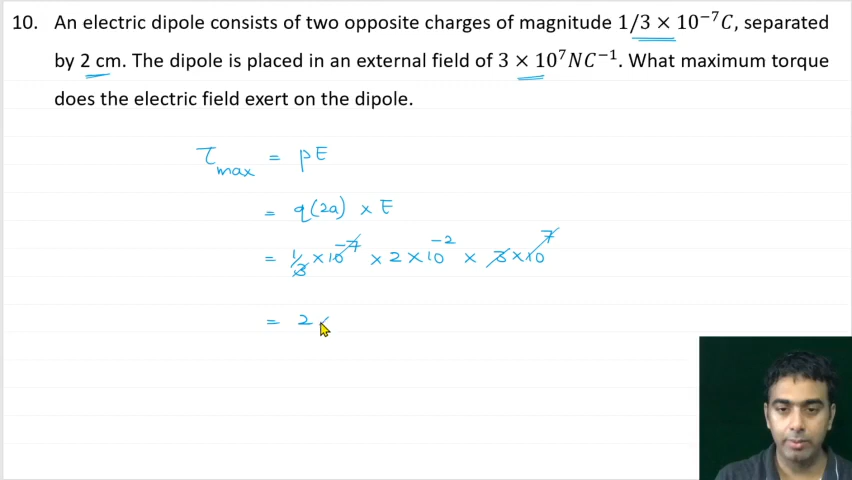 10. An electric dipole consists of two opposite charges of magnitude 1/3 × 10⁻⁷C, separated
by 2 cm. The dipole is placed in an external field of 3 × 10⁷NC⁻¹. What maximum torque
does the electric field exert on the dipole.
τmax = pE
= q(2a) × E
= 1/3 × 10⁻⁷ × 2 × 10⁻² × 3 × 10⁷
= 2